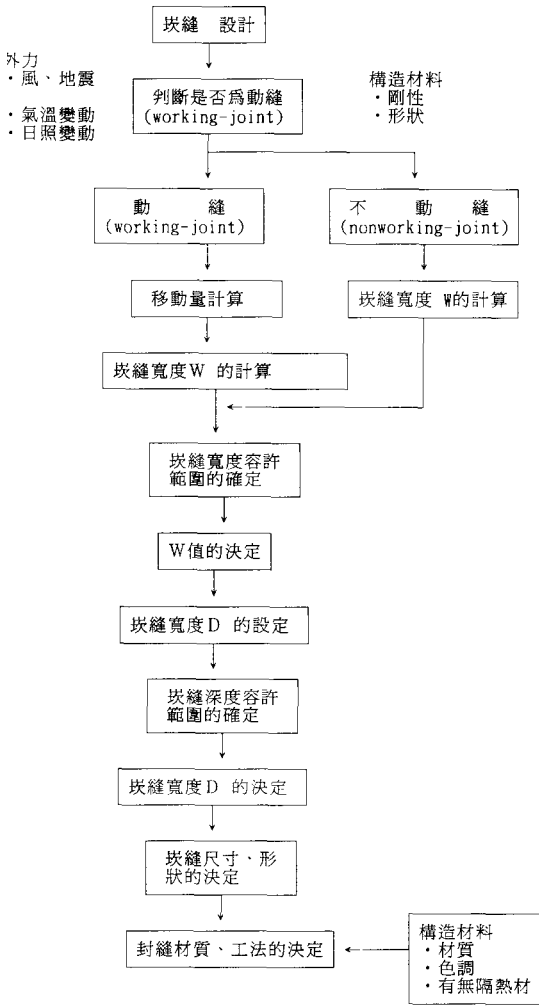 崁縫 設計
外力
・風、地震
・氣溫變動
・日照變動
判斷是否爲動縫
(working-joint)
構造材料
・剛性
・形狀
動 縫
(working-joint)
不 動 縫
(nonworking-joint)
移動量計算
崁縫寬度 W的計算
崁縫寬度W 的計算
崁縫寬度容許
範圍的確定
W值的決定
崁縫寬度D 的設定
崁縫深度容許
範圍的確定
崁縫寬度D 的決定
崁縫尺寸、形
狀的決定
封縫材質、工法的決定
構造材料
・材質
・色調
・有無隔熱材